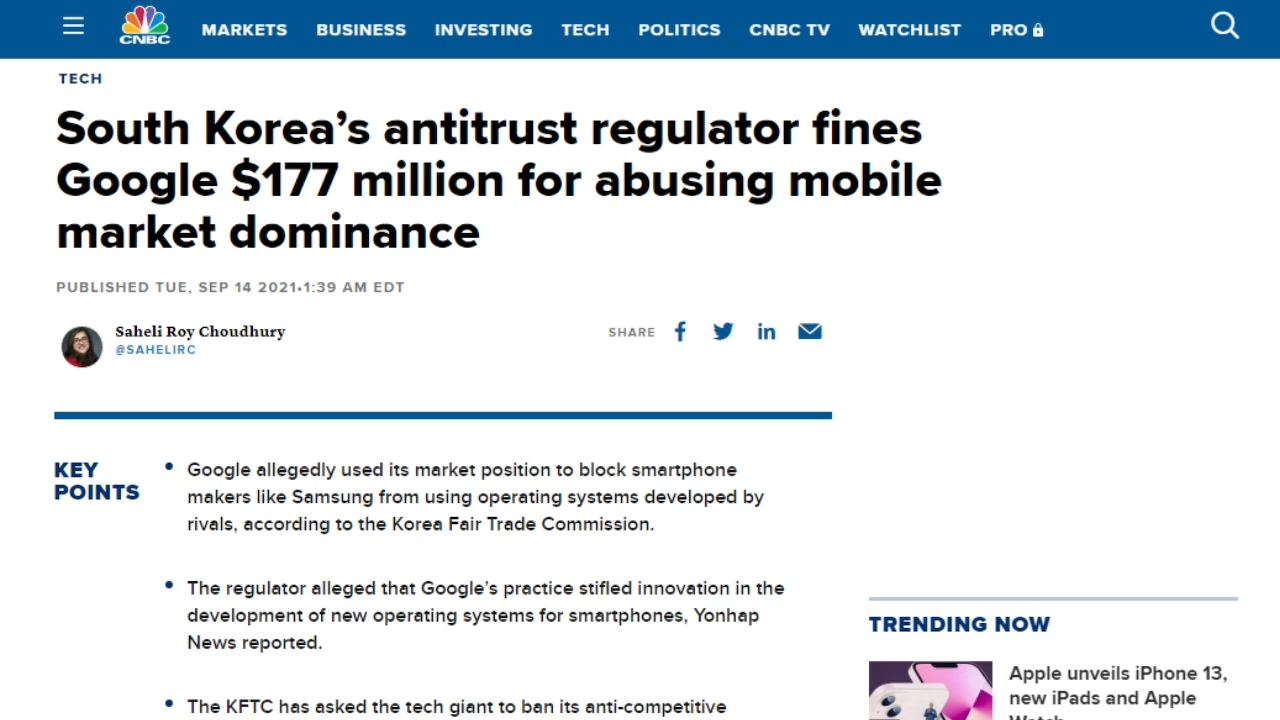 CNBC
MARKETS BUSINESS INVESTING TECH POLITICS CNBC TV WATCHLIST PRO
TECH
South Korea’s antitrust regulator fines
Google $177 million for abusing mobile
market dominance
PUBLISHED TUE, SEP 14 2021•1:39 AM EDT
Saheli Roy Choudhury
@SAHELIRC
SHARE
KEY
POINTS
• Google allegedly used its market position to block smartphone
makers like Samsung from using operating systems developed by
rivals, according to the Korea Fair Trade Commission.
• The regulator alleged that Google’s practice stifled innovation in the
development of new operating systems for smartphones, Yonhap
News reported.
• The KFTC has asked the tech giant to ban its anti-competitive
TRENDING NOW
Apple unveils iPhone 13,
new iPads and Apple
Watch